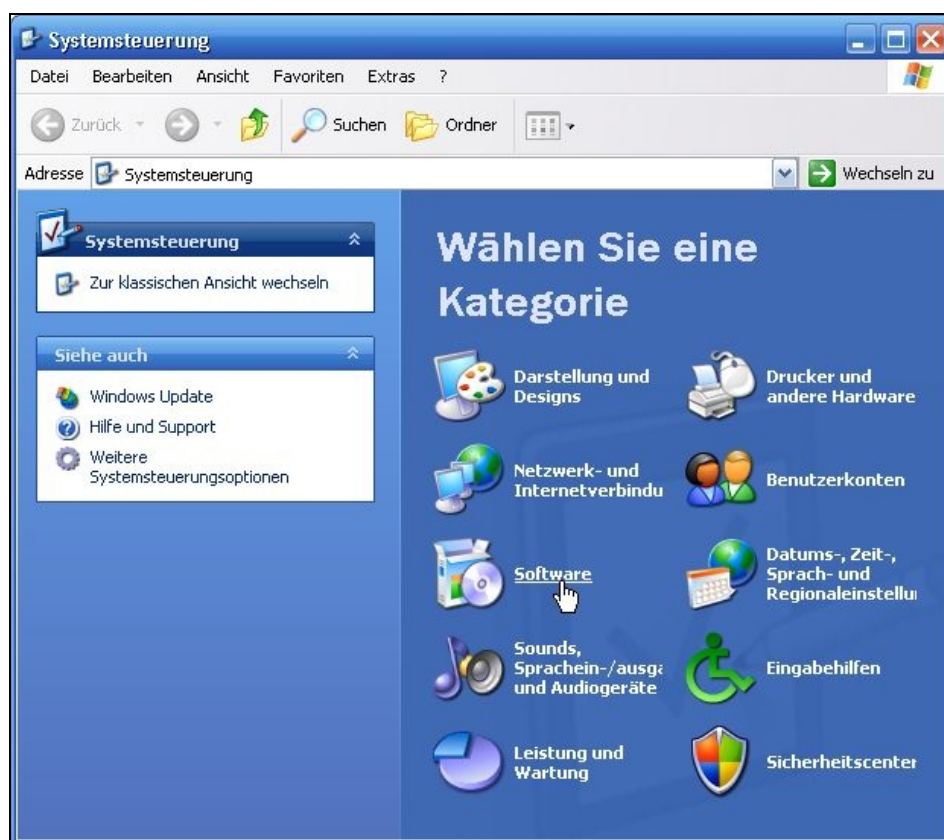 Systemsteuerung
Datei Bearbeiten Ansicht Favoriten Extras ?
Zurück Suchen Ordner
Adresse Systemsteuerung Wechseln zu
Systemsteuerung
Zur klassischen Ansicht wechseln
Siehe auch
Windows Update
Hilfe und Support
Weitere
Systemsteuerungsoptionen
Wählen Sie eine
Kategorie
Darstellung und
Designs
Drucker und
andere Hardware
Netzwerk- und
Internetverbindu
Benutzerkonten
Software
Datums-, Zeit-,
Sprach- und
Regionaleinstellu
Sounds,
Sprachein-/ausga
und Audiogeräte
Eingabehilfen
Leistung und
Wartung
Sicherheitscenter